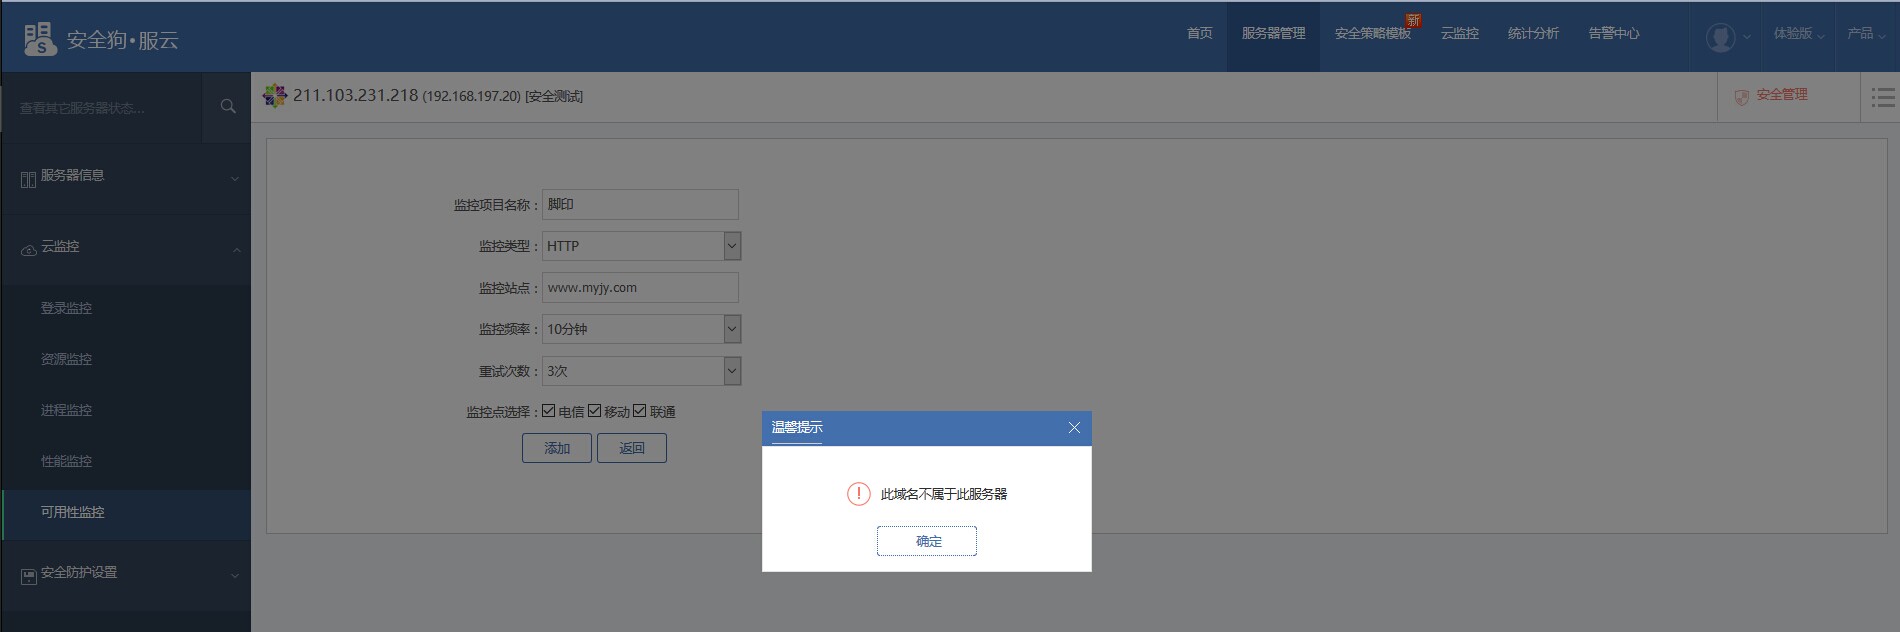 安全狗•服云
首页 服务器管理 安全策略模板 新 云监控 统计分析 告警中心 体验版 产品
查看其它服务器状态...
211.103.231.218 (192.168.197.20) [安全测试]
安全管理
服务器信息
云监控
登录监控
资源监控
进程监控
性能监控
可用性监控
安全防护设置
监控项目名称： 脚印
监控类型： HTTP
监控站点： www.myjy.com
监控频率： 10分钟
重试次数： 3次
监控点选择： 电信 移动 联通
添加 返回
温馨提示
此域名不属于此服务器
确定